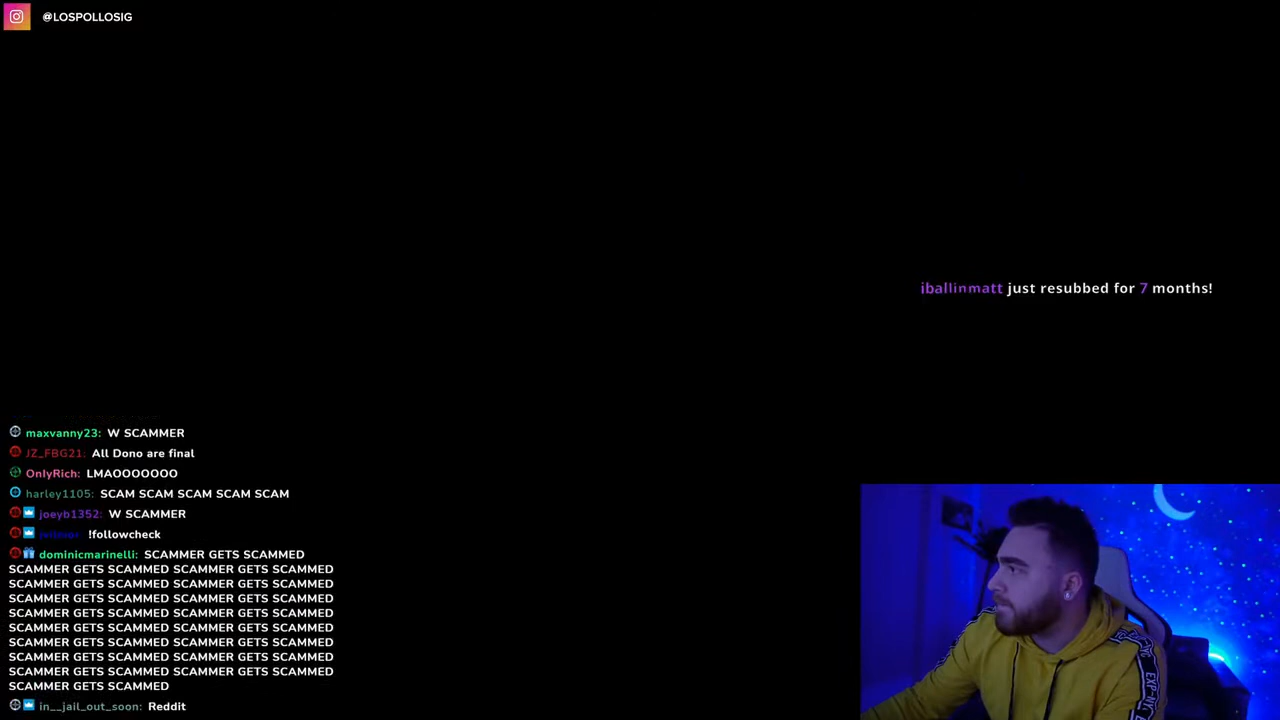 @LOSPOLLOSIG
iballinmatt just resubbed for 7 months!
maxvanny23: W SCAMMER
JZ_FBG21: All Dono are final
OnlyRich: LMAOOOOOOO
harley1105: SCAM SCAM SCAM SCAM SCAM
joeyb1352: W SCAMMER
!followcheck
dominicmarinelli: SCAMMER GETS SCAMMED
SCAMMER GETS SCAMMED SCAMMER GETS SCAMMED
SCAMMER GETS SCAMMED SCAMMER GETS SCAMMED
SCAMMER GETS SCAMMED SCAMMER GETS SCAMMED
SCAMMER GETS SCAMMED SCAMMER GETS SCAMMED
SCAMMER GETS SCAMMED SCAMMER GETS SCAMMED
SCAMMER GETS SCAMMED SCAMMER GETS SCAMMED
SCAMMER GETS SCAMMED SCAMMER GETS SCAMMED
SCAMMER GETS SCAMMED SCAMMER GETS SCAMMED
SCAMMER GETS SCAMMED
in__jail_out_soon: Reddit
EXP-NY